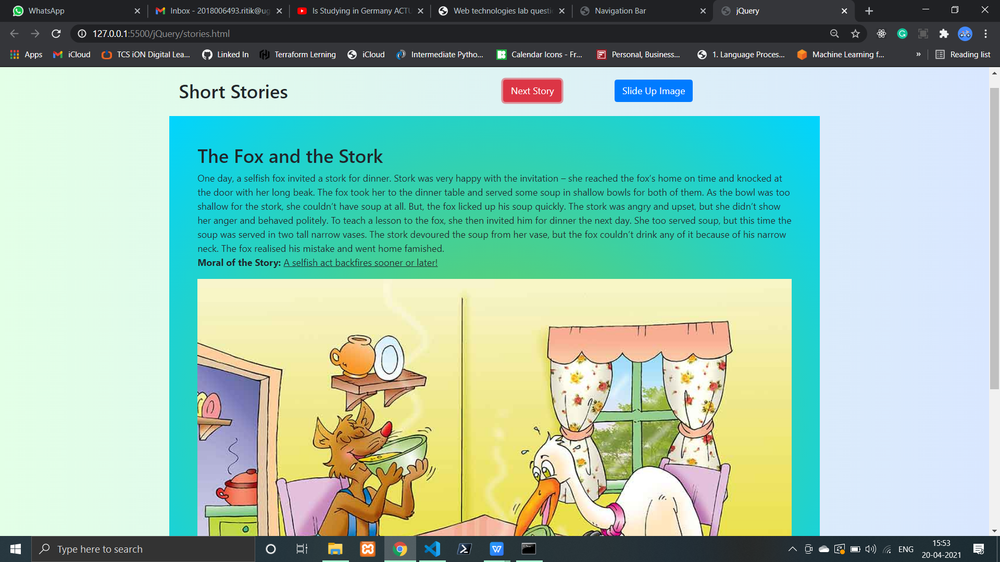 WhatsApp
Inbox - 2018006493.ritik@ug
Is Studying in Germany ACTU
Web technologies lab questi
Navigation Bar
jQuery
127.0.0.1:5500/jQuery/stories.html
Apps
iCloud
TCS iON Digital Lea...
Linked In
Terraform Lerning
iCloud
Intermediate Pytho...
Calendar Icons - Fr...
Personal, Business...
1. Language Proces...
Machine Learning f...
»
Reading list
Short Stories
Next Story
Slide Up Image
The Fox and the Stork
One day, a selfish fox invited a stork for dinner. Stork was very happy with the invitation – she reached the fox’s home on time and knocked at
the door with her long beak. The fox took her to the dinner table and served some soup in shallow bowls for both of them. As the bowl was too
shallow for the stork, she couldn’t have soup at all. But, the fox licked up his soup quickly. The stork was angry and upset, but she didn’t show
her anger and behaved politely. To teach a lesson to the fox, she then invited him for dinner the next day. She too served soup, but this time the
soup was served in two tall narrow vases. The stork devoured the soup from her vase, but the fox couldn’t drink any of it because of his narrow
neck. The fox realised his mistake and went home famished.
Moral of the Story: A selfish act backfires sooner or later!
Type here to search
ENG
15:53
20-04-2021